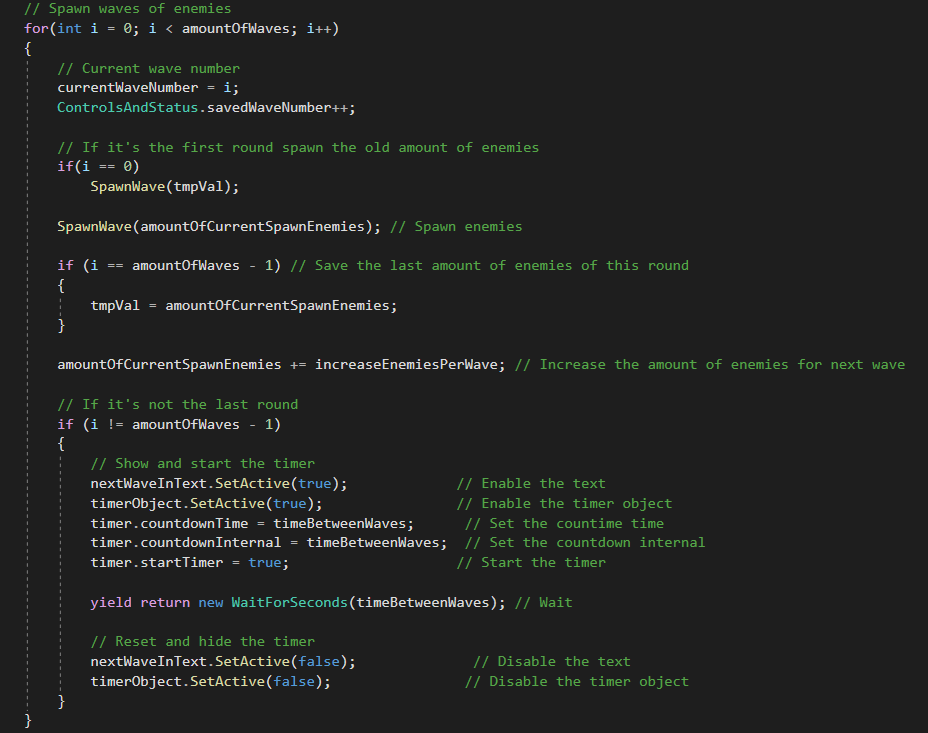 // Spawn waves of enemies
for(int i = 0; i < amountOfWaves; i++)
{
    // Current wave number
    currentWaveNumber = i;
    ControlsAndStatus.savedWaveNumber++;

    // If it's the first round spawn the old amount of enemies
    if(i == 0)
        SpawnWave(tmpVal);

    SpawnWave(amountOfCurrentSpawnEnemies); // Spawn enemies

    if (i == amountOfWaves - 1) // Save the last amount of enemies of this round
    {
        tmpVal = amountOfCurrentSpawnEnemies;
    }

    amountOfCurrentSpawnEnemies += increaseEnemiesPerWave; // Increase the amount of enemies for next wave

    // If it's not the last round
    if (i != amountOfWaves - 1)
    {
        // Show and start the timer
        nextWaveInText.SetActive(true);             // Enable the text
        timerObject.SetActive(true);                // Enable the timer object
        timer.countdownTime = timeBetweenWaves;      // Set the countime time
        timer.countdownInternal = timeBetweenWaves;  // Set the countdown internal
        timer.startTimer = true;                    // Start the timer

        yield return new WaitForSeconds(timeBetweenWaves); // Wait

        // Reset and hide the timer
        nextWaveInText.SetActive(false);              // Disable the text
        timerObject.SetActive(false);                // Disable the timer object
    }
}